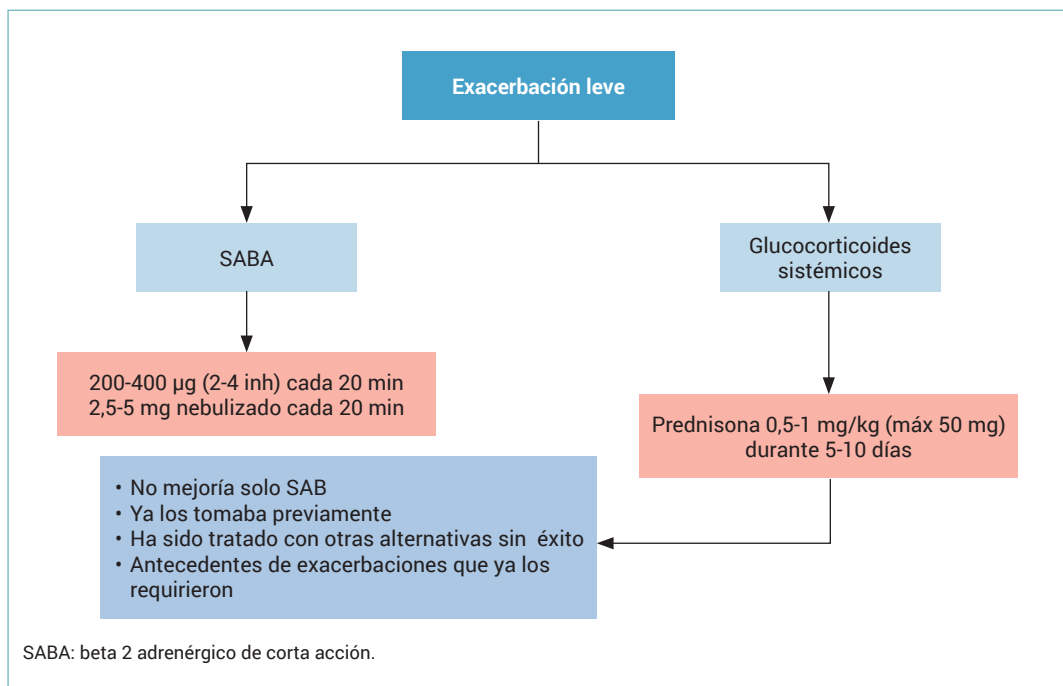 Exacerbación leve
SABA
Glucocorticoides
sistémicos
200-400 µg (2-4 inh) cada 20 min
2,5-5 mg nebulizado cada 20 min
Prednisona 0,5-1 mg/kg (máx 50 mg)
durante 5-10 días
• No mejoría solo SAB
• Ya los tomaba previamente
• Ha sido tratado con otras alternativas sin éxito
• Antecedentes de exacerbaciones que ya los
requirieron
SABA: beta 2 adrenérgico de corta acción.